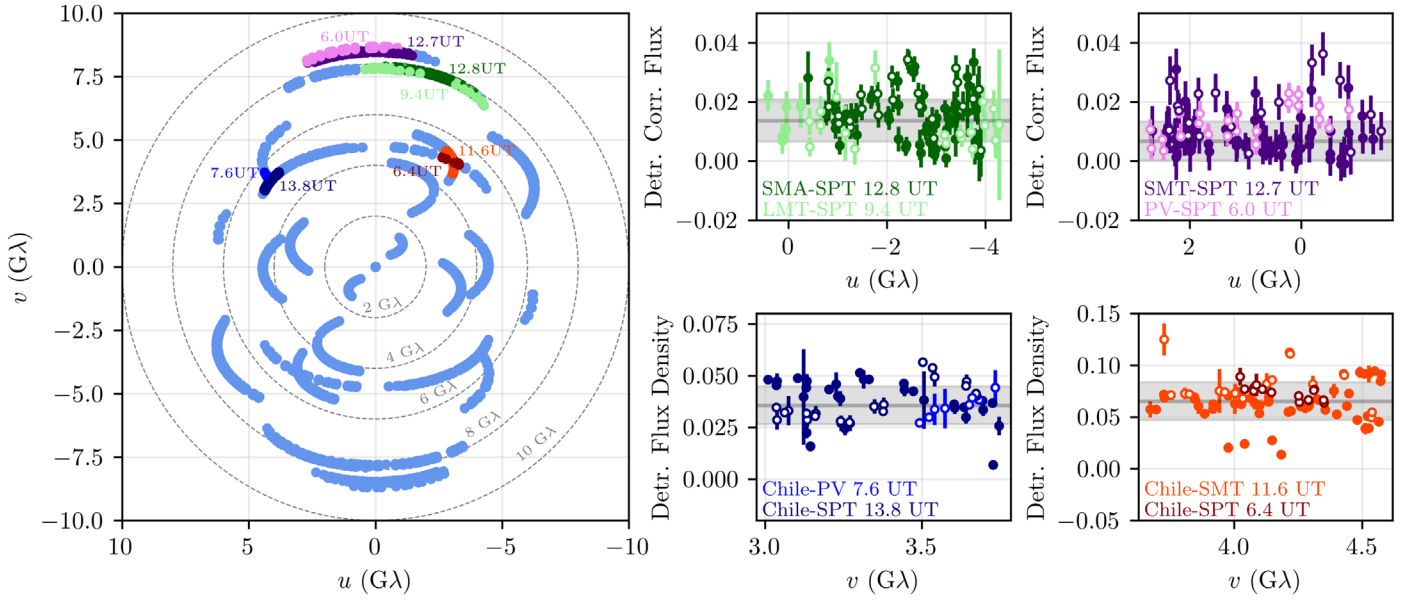 10.0
7.5
5.0
2.5
0.0
−2.5
−5.0
−7.5
−10.0
v (Gλ)
10
5
0
−5
−10
u (Gλ)
6.0UT
12.7UT
12.8UT
9.4UT
7.6UT
13.8UT
11.6UT
6.4UT
2 Gλ
4 Gλ
6 Gλ
8 Gλ
10 Gλ
Detr. Corr. Flux
0.04
0.02
0.00
−0.02
SMA-SPT 12.8 UT
LMT-SPT 9.4 UT
0
−2
−4
u (Gλ)
Detr. Corr. Flux
0.04
0.02
0.00
−0.02
SMT-SPT 12.7 UT
PV-SPT 6.0 UT
2
0
u (Gλ)
Detr. Flux Density
0.075
0.050
0.025
0.000
Chile-PV 7.6 UT
Chile-SPT 13.8 UT
3.0
3.5
v (Gλ)
Detr. Flux Density
0.15
0.10
0.05
0.00
−0.05
Chile-SMT 11.6 UT
Chile-SPT 6.4 UT
4.0
4.5
v (Gλ)